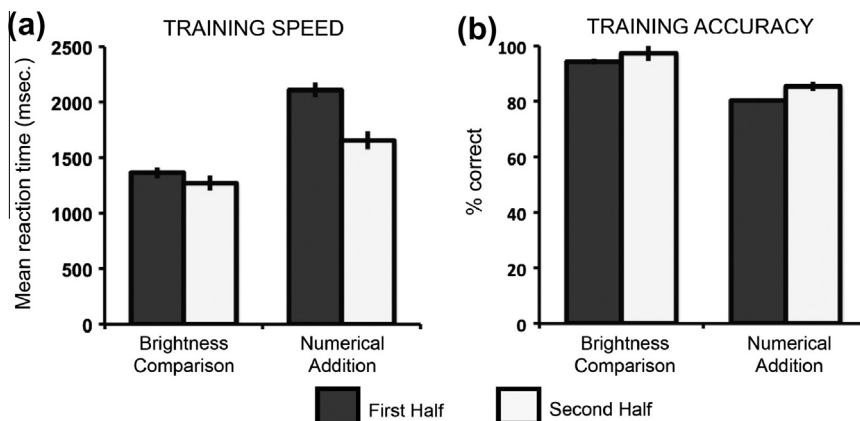 (a) TRAINING SPEED
Mean reaction time (msec.)
2500
2000
1500
1000
500
0
Brightness Comparison
Numerical Addition
(b) TRAINING ACCURACY
% correct
100
80
60
40
20
0
Brightness Comparison
Numerical Addition
First Half
Second Half